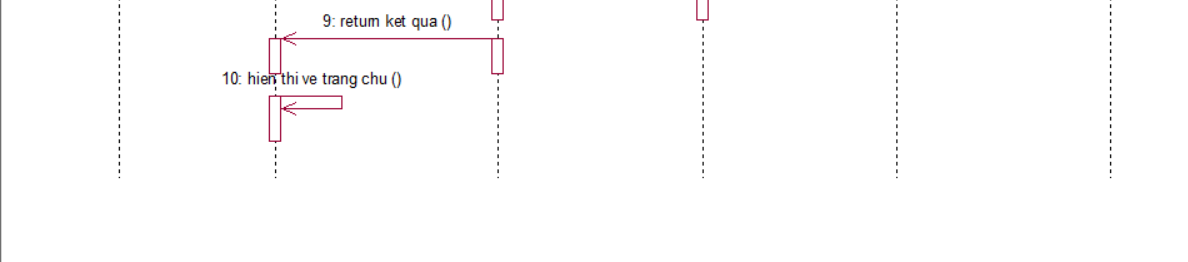 9: return ket qua ()
10: hien thi ve trang chu ()